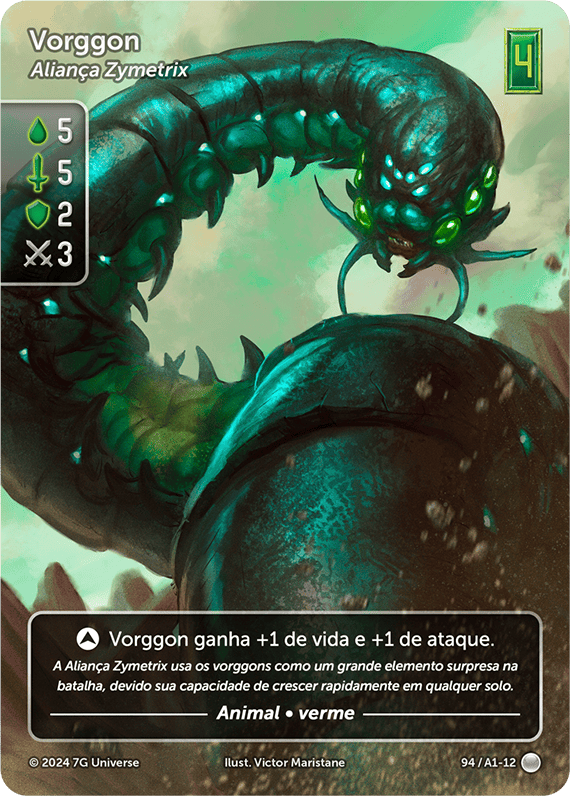 Vorggon
Aliança Zymetrix
4
5
5
2
3
Vorggon ganha +1 de vida e +1 de ataque.
A Aliança Zymetrix usa os vorggons como um grande elemento surpresa na
batalha, devido sua capacidade de crescer rapidamente em qualquer solo.
Animal • verme
© 2024 7G Universe
Ilust. Victor Maristane
94 / A1-12